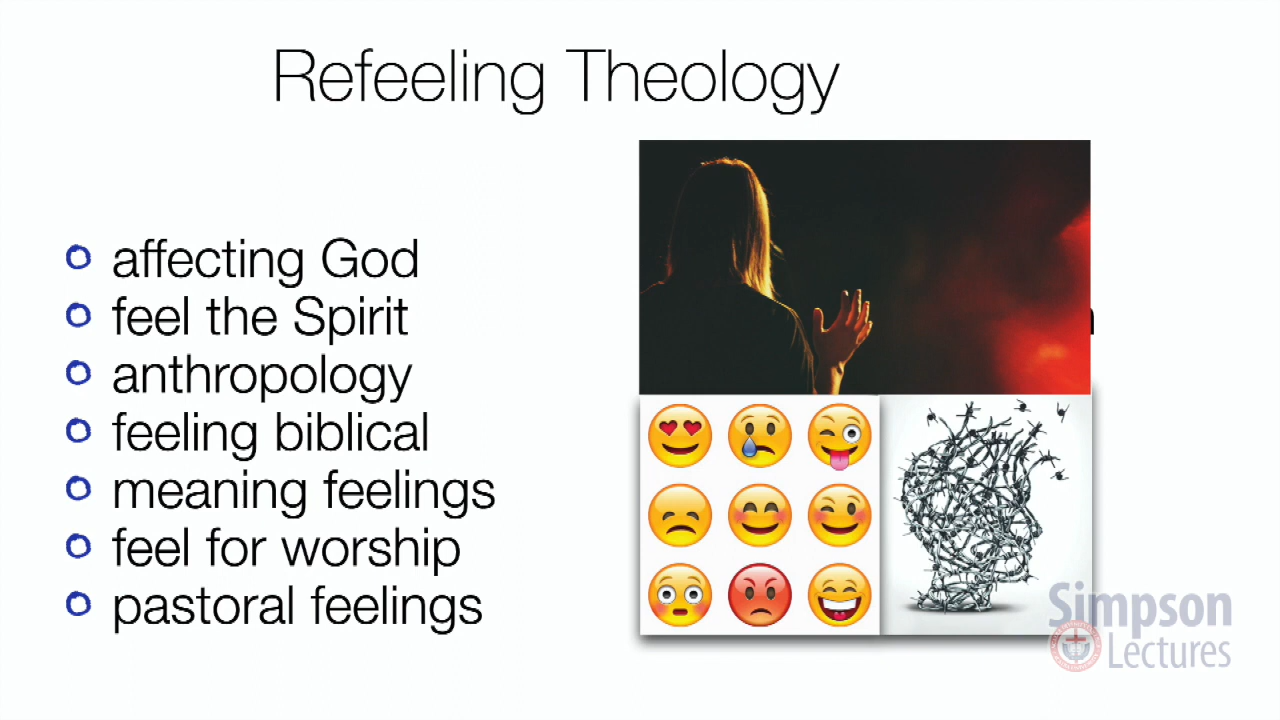 Refeeling Theology
affecting God
feel the Spirit
anthropology
feeling biblical
meaning feelings
feel for worship
pastoral feelings
Simpson
Lectures